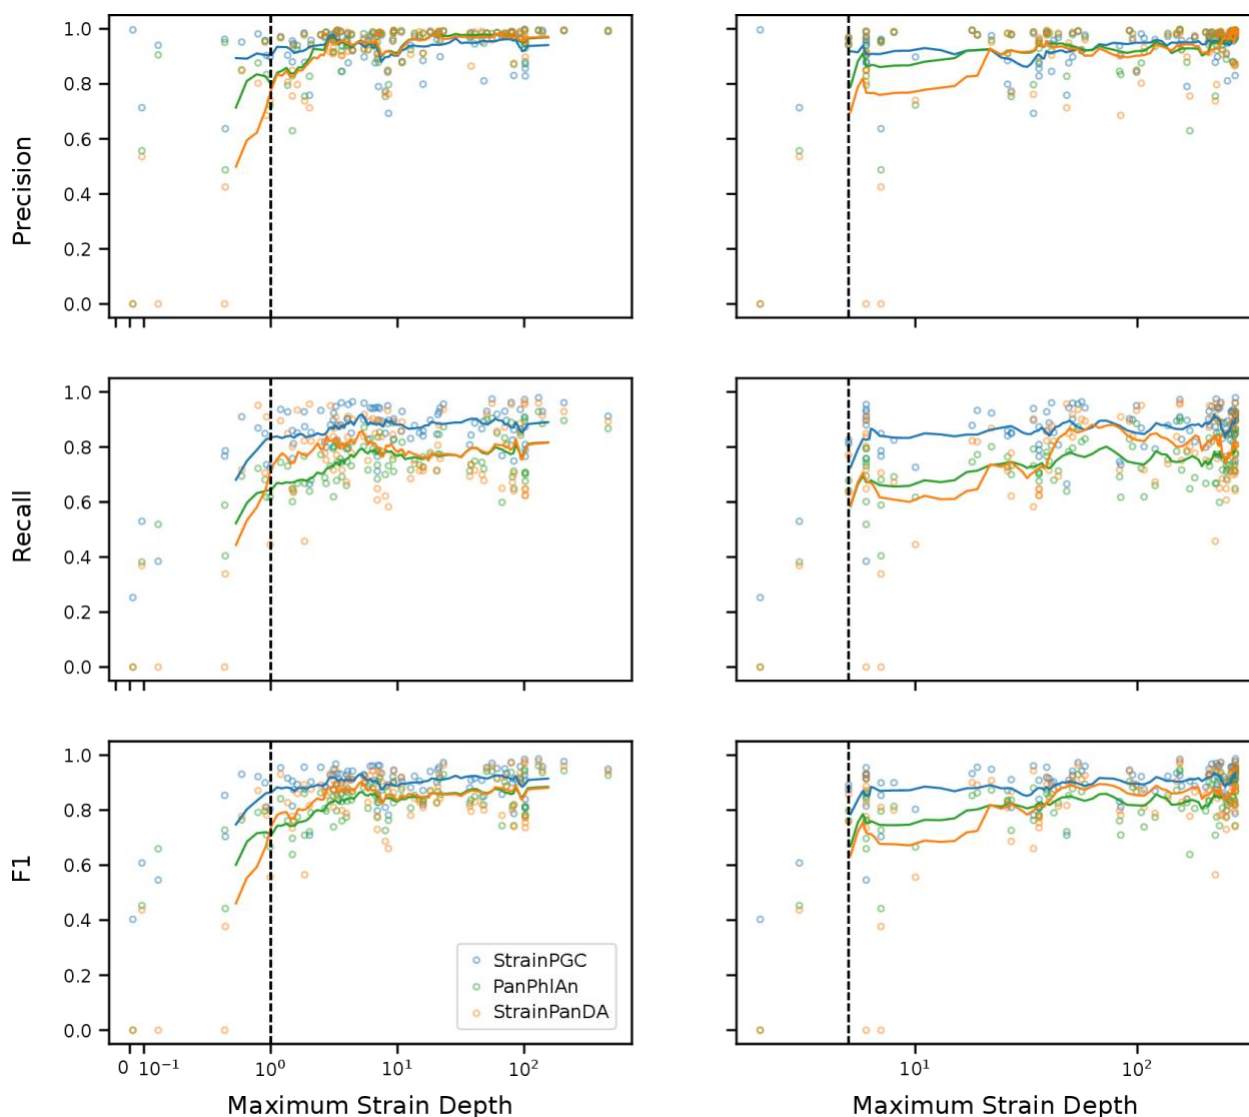 1.0
0.8
0.6
0.4
0.2
0.0
Precision
1.0
0.8
0.6
0.4
0.2
0.0
Recall
1.0
0.8
0.6
0.4
0.2
0.0
F1
StrainPGC
PanPhlAn
StrainPanDA
0 10⁻¹ 10⁰ 10¹ 10² 10¹ 10²
Maximum Strain Depth Maximum Strain Depth